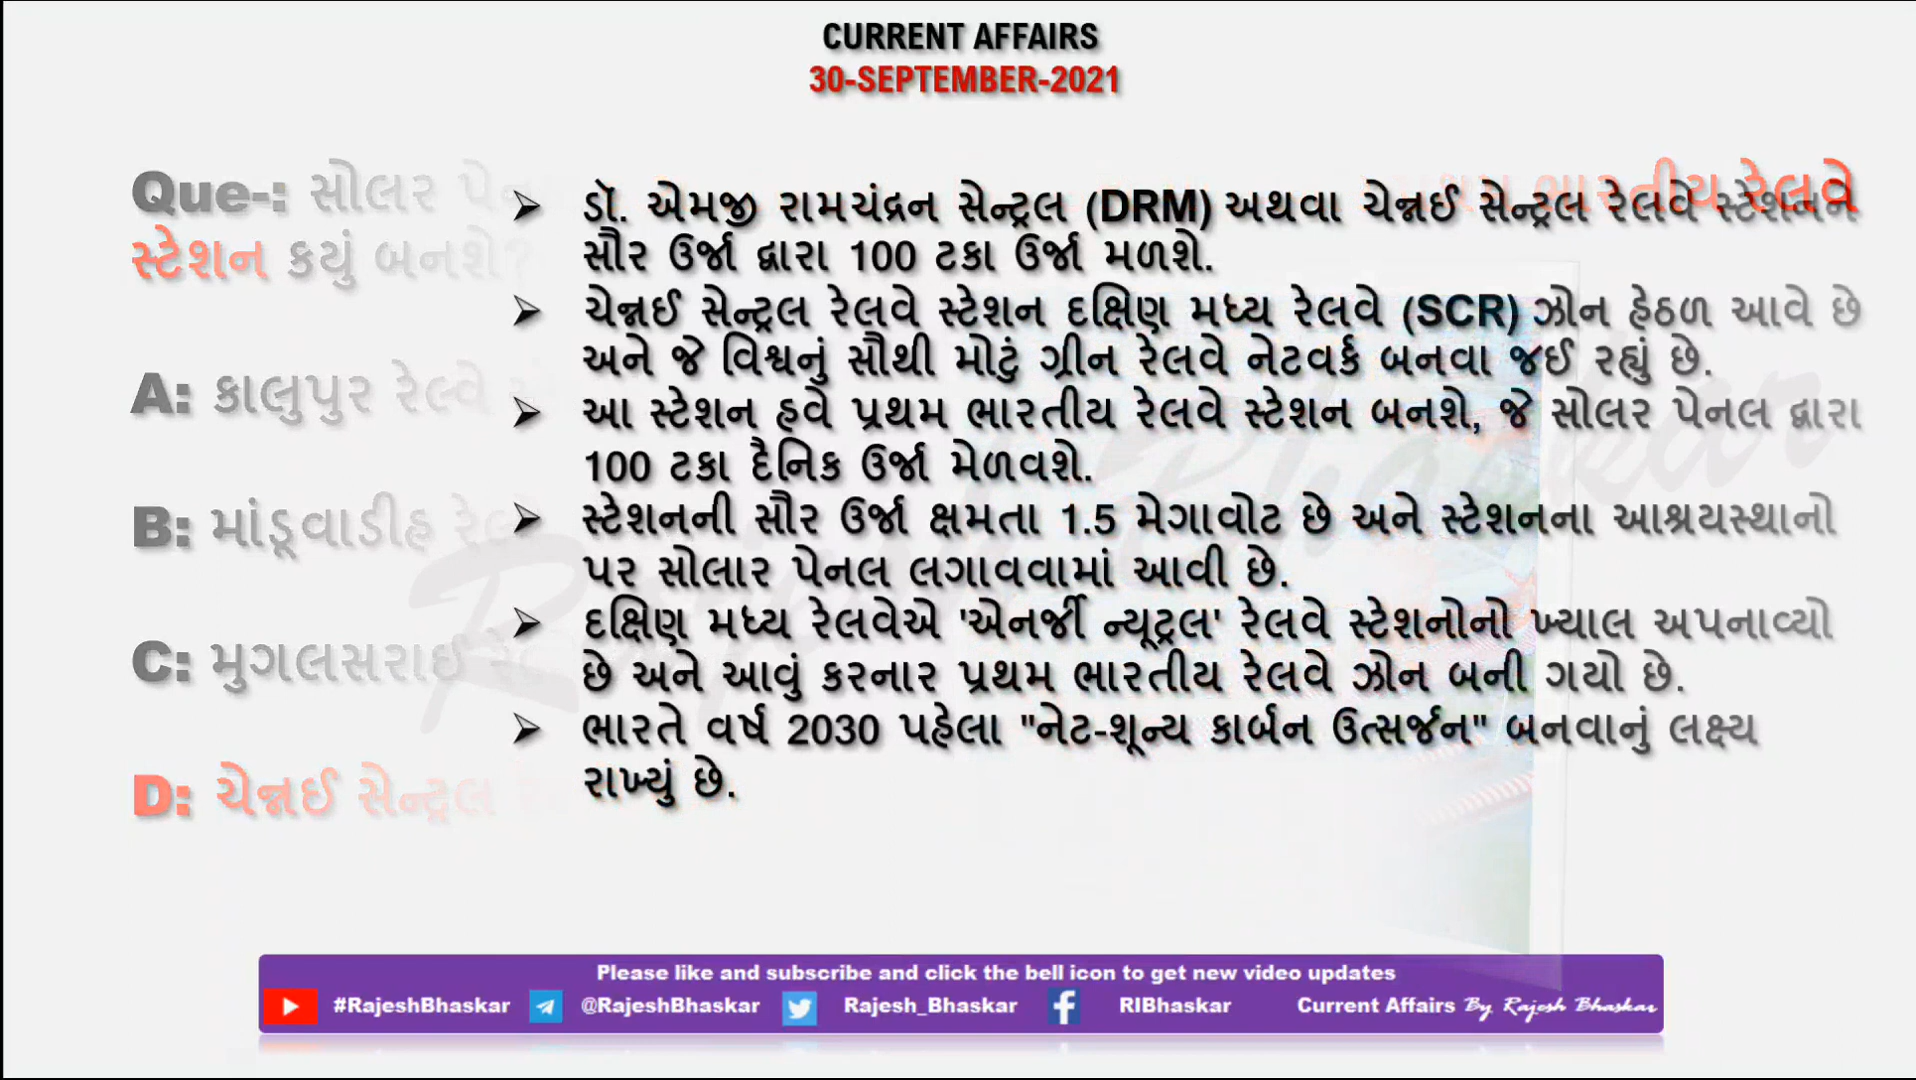 CURRENT AFFAIRS
30-SEPTEMBER-2021
Que-: સોલર ભારતીય રેલવે
સ્ટેશન કયું બનશે?
➢ ડૉ. એમજી રામચંદ્રન સેન્ટ્રલ (DRM) અથવા ચેન્નઈ સેન્ટ્રલ રેલવે સ્ટેશનને
સૌર ઉર્જા દ્વારા 100 ટકા ઉર્જા મળશે.
➢ ચેન્નઈ સેન્ટ્રલ રેલવે સ્ટેશન દક્ષિણ મધ્ય રેલવે (SCR) ઝોન હેઠળ આવે છે
અને જે વિશ્વનું સૌથી મોટું ગ્રીન રેલવે નેટવર્ક બનવા જઈ રહ્યું છે.
➢ આ સ્ટેશન હવે પ્રથમ ભારતીય રેલવે સ્ટેશન બનશે, જે સોલર પેનલ દ્વારા
100 ટકા દૈનિક ઉર્જા મેળવશે.
➢ સ્ટેશનની સૌર ઉર્જા ક્ષમતા 1.5 મેગાવોટ છે અને સ્ટેશનના આશ્રયસ્થાનો
પર સોલાર પેનલ લગાવવામાં આવી છે.
➢ દક્ષિણ મધ્ય રેલવેએ 'એનર્જી ન્યૂટ્રલ' રેલવે સ્ટેશનોનો ખ્યાલ અપનાવ્યો
છે અને આવું કરનાર પ્રથમ ભારતીય રેલવે ઝોન બની ગયો છે.
➢ ભારતે વર્ષ 2030 પહેલા "નેટ-શૂન્ય કાર્બન ઉત્સર્જન" બનવાનું લક્ષ્ય
રાખ્યું છે.
A: કાલુપુર રેલ્વે
B: માંડૂવાડીહ
C: મુગલસરાઈ
D: ચેન્નઈ સેન્ટ્રલ
Please like and subscribe and click the bell icon to get new video updates
#RajeshBhaskar @RajeshBhaskar Rajesh_Bhaskar RIBhaskar Current Affairs By Rajesh Bhaskar